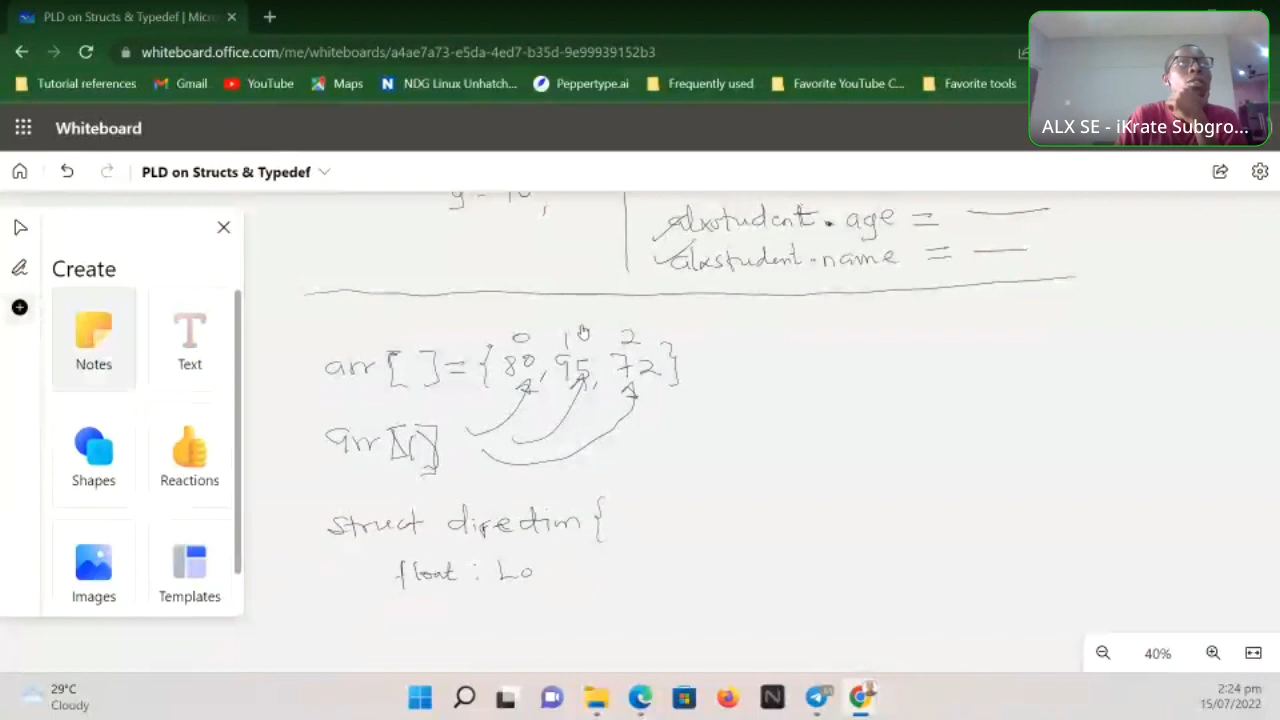 PLD on Structs & Typedef | Micr
whiteboard.office.com/me/whiteboards/a4ae7a73-e5da-4ed7-b35d-9e99939152b3
Tutorial references Gmail YouTube Maps NDG Linux Unhatch... Peppertype.ai Frequently used Favorite YouTube C... Favorite tools
Whiteboard
ALX SE - iKrate Subgro...
PLD on Structs & Typedef
Create
Notes Text
Shapes Reactions
Images Templates
alxstudent.age =
alxstudent.name =
0 1 2
arr[ ]={80,95,72}
arr[1]
struct direction{
float : Lo
40%
29°C
Cloudy
2:24 pm
15/07/2022